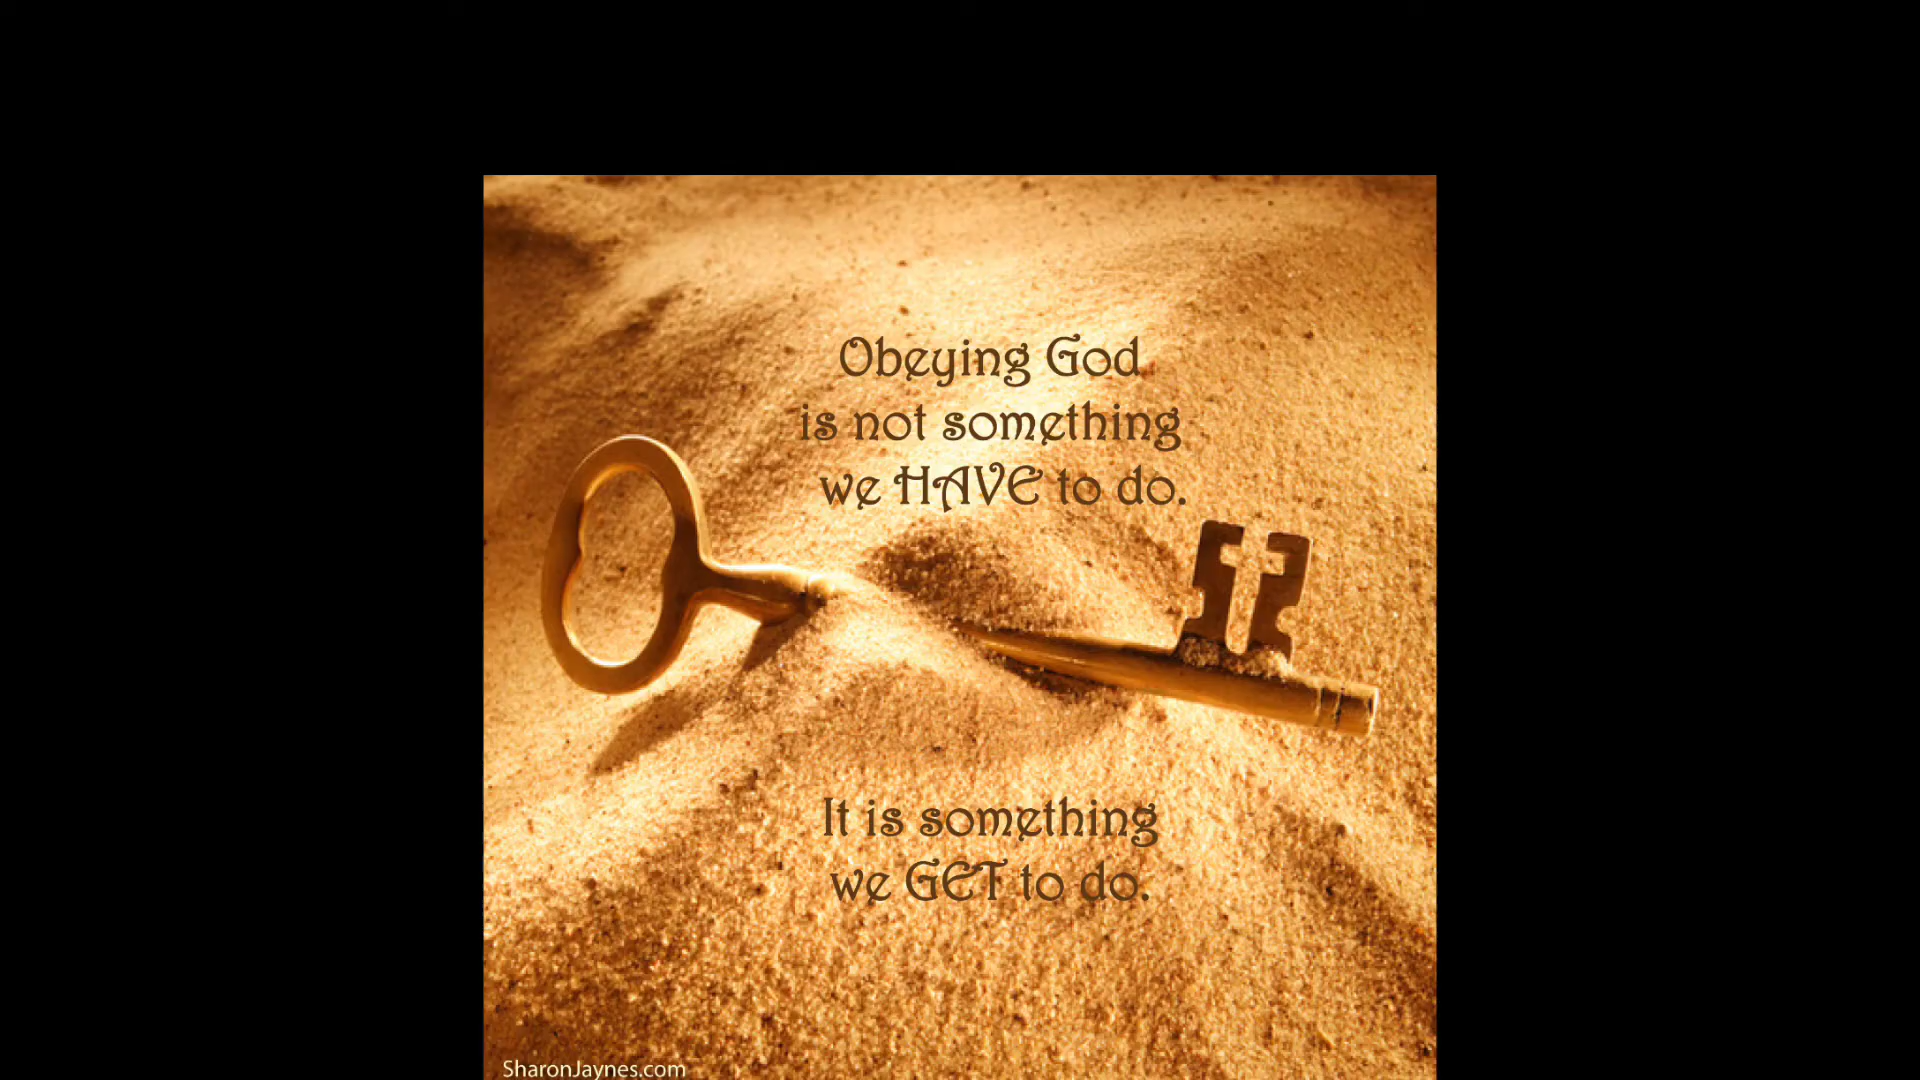 Obeying God
is not something
we HAVE to do.
It is something
we GET to do.
SharonJaynes.com